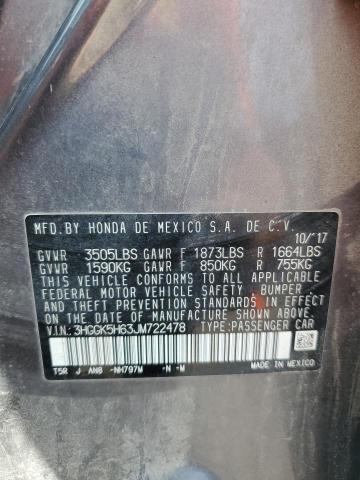 MFD.BY HONDA DE MEXICO S.A. DE C.V.
10/'17
GVWR 3505LBS GAWR F 1873LBS R 1664LBS
GVWR 1590KG GAWR F 850KG R 755KG
THIS VEHICLE CONFORMS TO ALL APPLICABLE
FEDERAL MOTOR VEHICLE SAFETY, BUMPER
AND THEFT PREVENTION STANDARDS IN EFFECT
ON THE DATE OF MANUFACTURE SHOWN ABOVE.
V.I.N.: 3HGGK5H63JM722478 TYPE:PASSENGER CAR
MADE IN MEXICO
T5R J ANB -NH797M -N -M